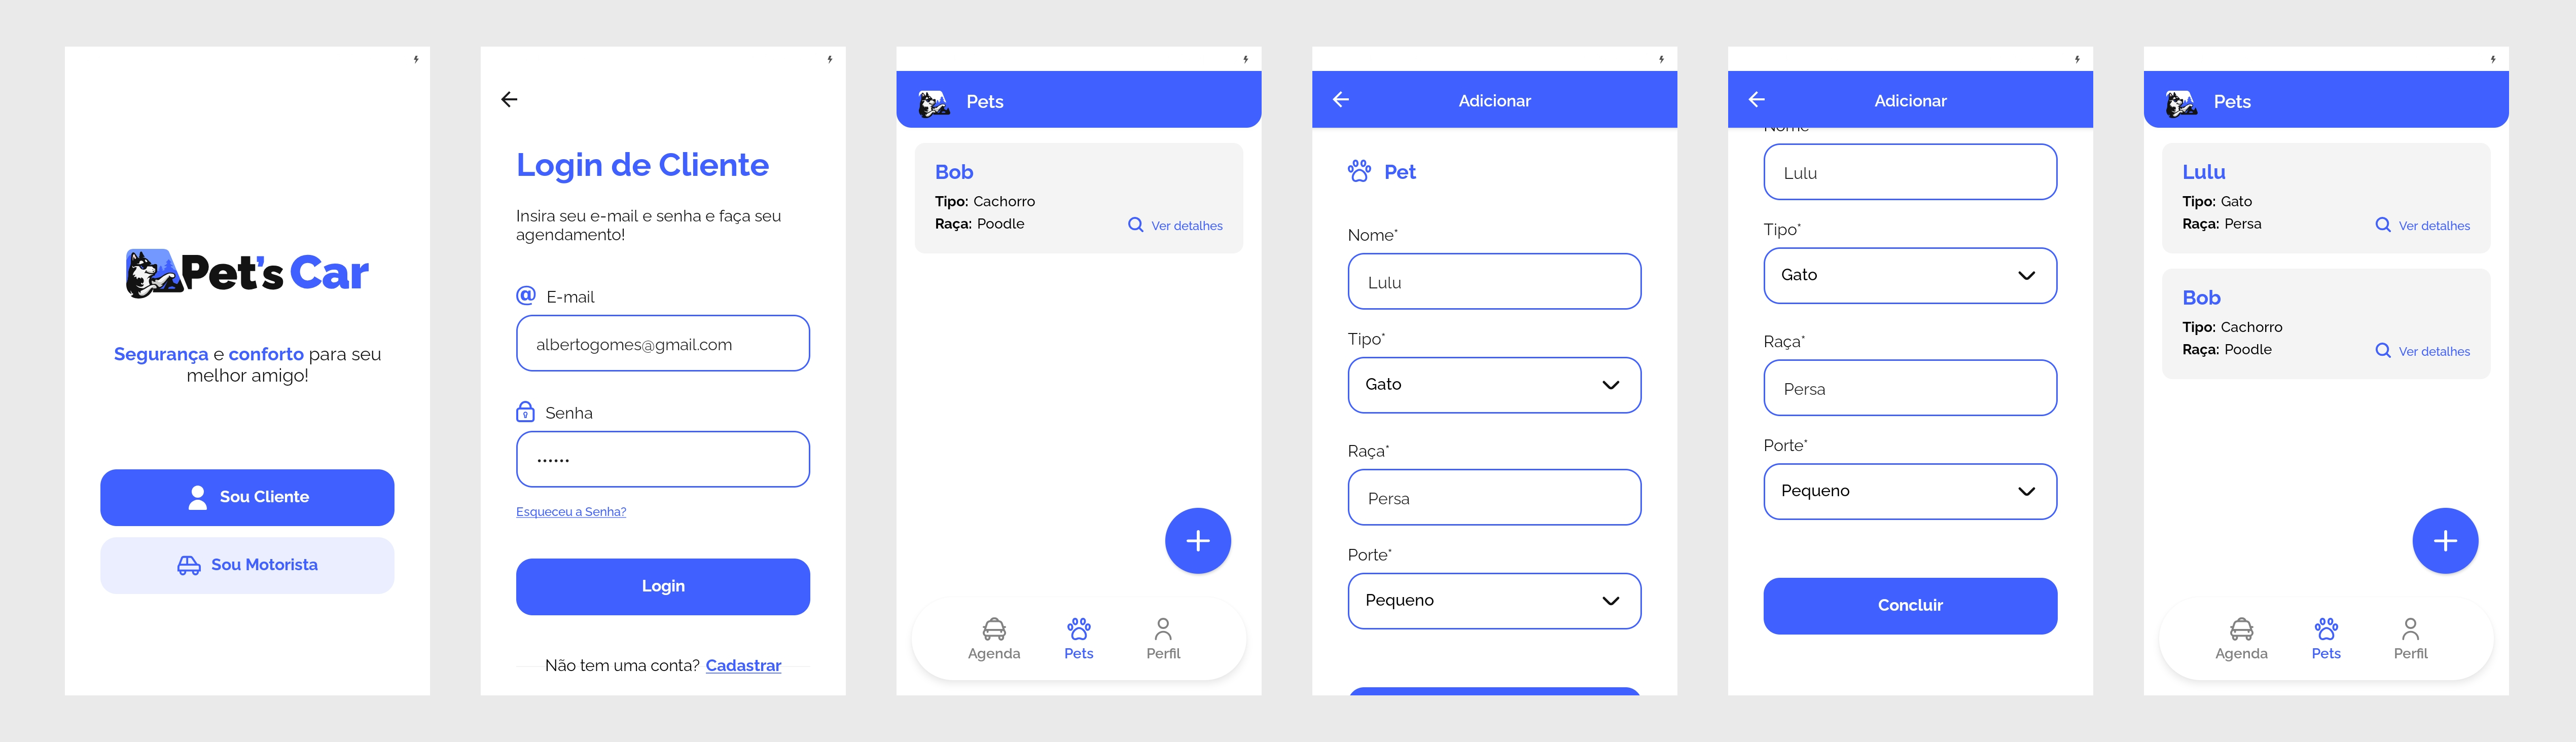 Pet's Car
Segurança e conforto para seu
melhor amigo!
Sou Cliente
Sou Motorista
Login de Cliente
Insira seu e-mail e senha e faça seu
agendamento!
@ E-mail
albertogomes@gmail.com
Senha
••••••
Esqueceu a Senha?
Login
Não tem uma conta? Cadastrar
Pets
Bob
Tipo: Cachorro
Raça: Poodle
Ver detalhes
Agenda
Pets
Perfil
Adicionar
Pet
Nome*
Lulu
Tipo*
Gato
Raça*
Persa
Porte*
Pequeno
Adicionar
Nome
Lulu
Tipo*
Gato
Raça*
Persa
Porte*
Pequeno
Concluir
Pets
Lulu
Tipo: Gato
Raça: Persa
Ver detalhes
Bob
Tipo: Cachorro
Raça: Poodle
Ver detalhes
Agenda
Pets
Perfil